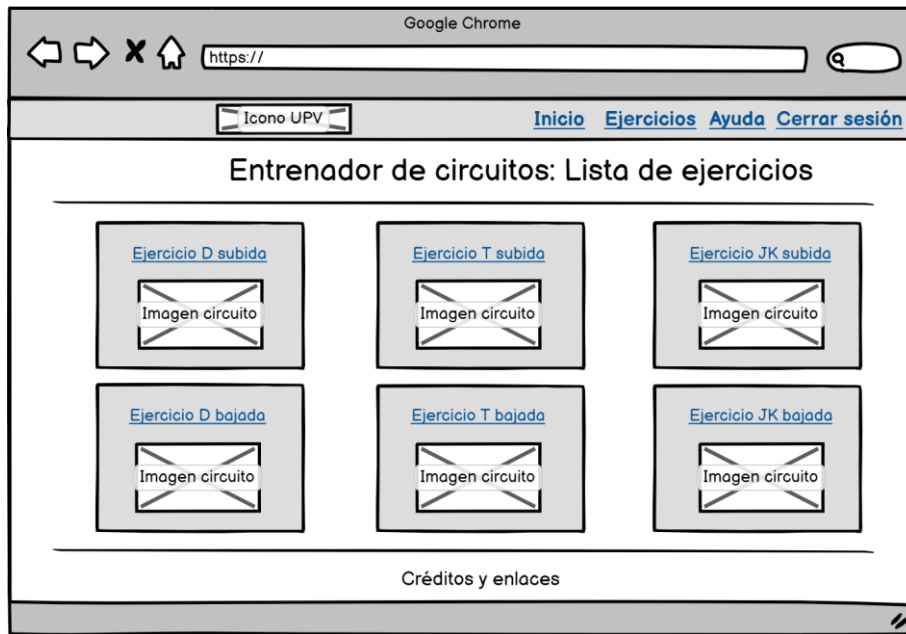 Google Chrome
https://
Icono UPV
Inicio Ejercicios Ayuda Cerrar sesión
Entrenador de circuitos: Lista de ejercicios
Ejercicio D subida
Imagen circuito
Ejercicio T subida
Imagen circuito
Ejercicio JK subida
Imagen circuito
Ejercicio D bajada
Imagen circuito
Ejercicio T bajada
Imagen circuito
Ejercicio JK bajada
Imagen circuito
Créditos y enlaces